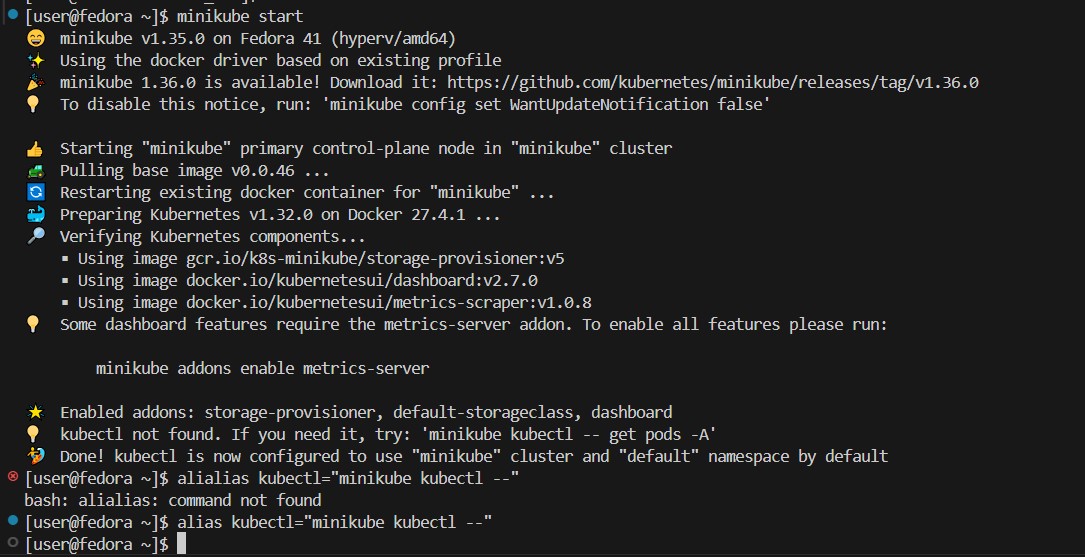 [user@fedora ~]$ minikube start
😄 minikube v1.35.0 on Fedora 41 (hyperv/amd64)
✨ Using the docker driver based on existing profile
🎉 minikube 1.36.0 is available! Download it: https://github.com/kubernetes/minikube/releases/tag/v1.36.0
💡 To disable this notice, run: 'minikube config set WantUpdateNotification false'
👍 Starting "minikube" primary control-plane node in "minikube" cluster
🚜 Pulling base image v0.0.46 ...
🔄 Restarting existing docker container for "minikube" ...
🐳 Preparing Kubernetes v1.32.0 on Docker 27.4.1 ...
🔎 Verifying Kubernetes components...
▪ Using image gcr.io/k8s-minikube/storage-provisioner:v5
▪ Using image docker.io/kubernetesui/dashboard:v2.7.0
▪ Using image docker.io/kubernetesui/metrics-scraper:v1.0.8
💡 Some dashboard features require the metrics-server addon. To enable all features please run:
minikube addons enable metrics-server
🌟 Enabled addons: storage-provisioner, default-storageclass, dashboard
💡 kubectl not found. If you need it, try: 'minikube kubectl -- get pods -A'
🏄 Done! kubectl is now configured to use "minikube" cluster and "default" namespace by default
[user@fedora ~]$ alialias kubectl="minikube kubectl --"
bash: alialias: command not found
[user@fedora ~]$ alias kubectl="minikube kubectl --"
[user@fedora ~]$